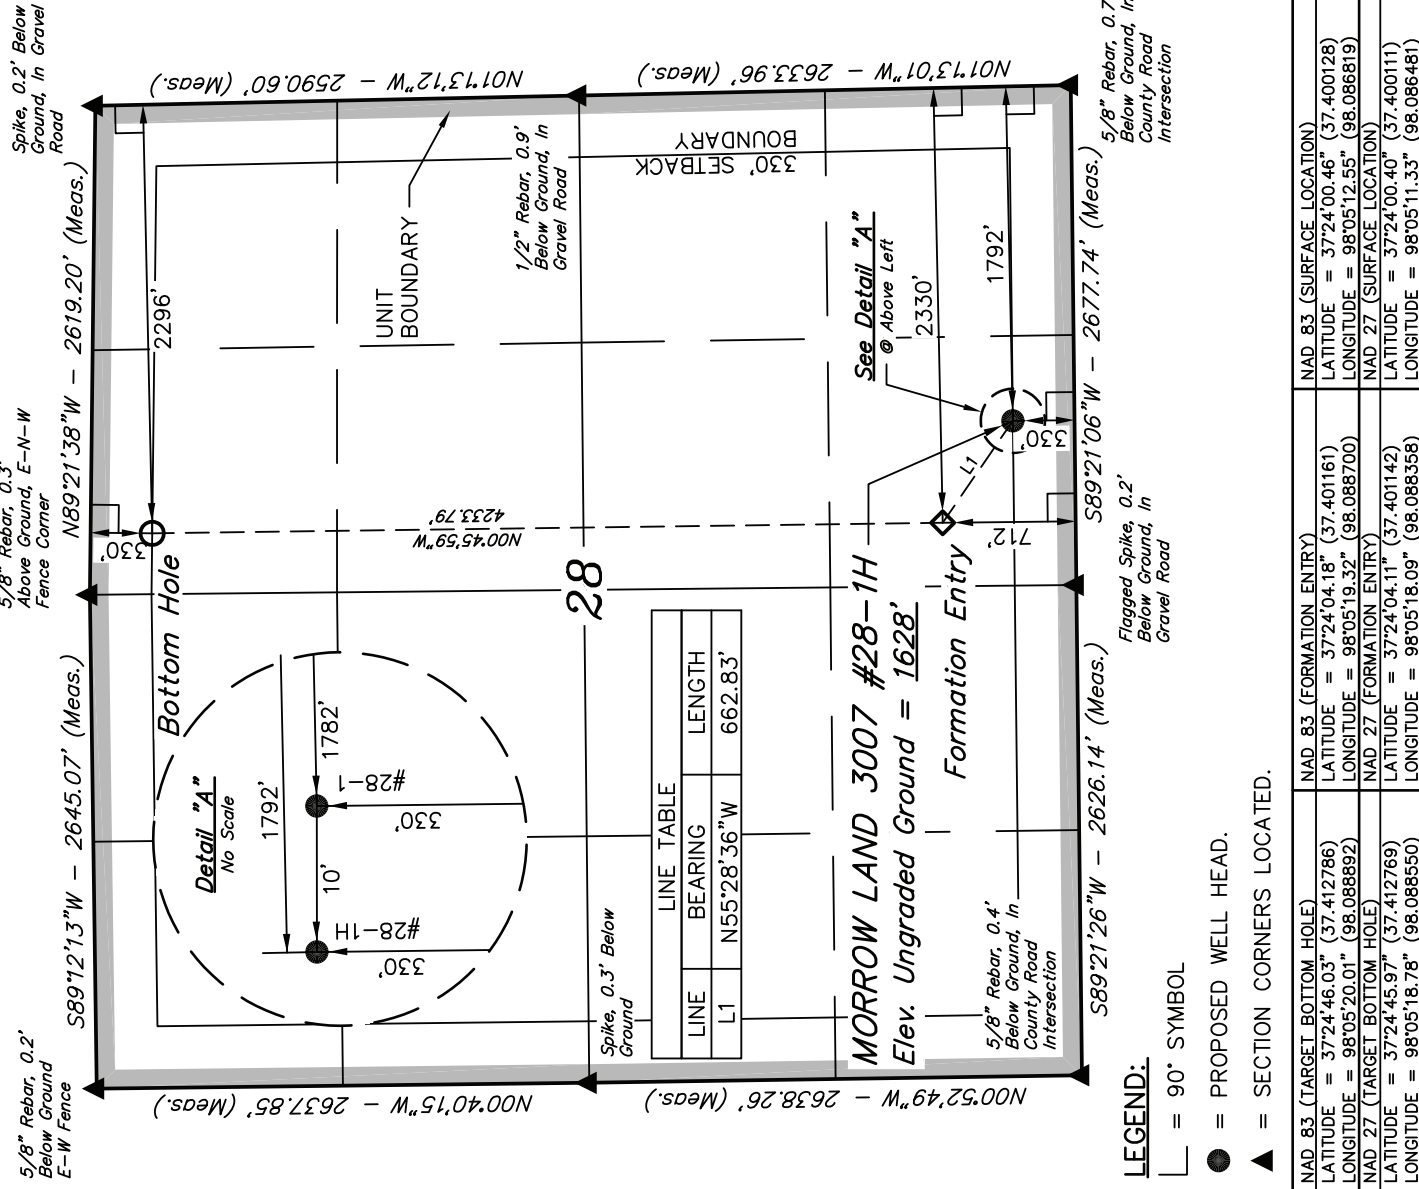 Spike, 0.2' Below
Ground, In Gravel
Road
5/8" Rebar, 0.3'
Above Ground, E-N-W
Fence Corner
5/8" Rebar, 0.2'
Below Ground
E-W Fence
S89°12'13"W - 2645.07' (Meas.)
N89°21'38"W - 2619.20' (Meas.)
N01°13'12"W - 2590.60' (Meas.)
N01°13'01"W - 2633.96' (Meas.)
N00°40'15"W - 2637.85' (Meas.)
N00°52'49"W - 2638.26' (Meas.)
330'
2296'
Bottom Hole
Detail "A"
No Scale
1792'
1782'
10'
#28-1H
#28-1
330'
330'
UNIT
BOUNDARY
330' SETBACK
BOUNDARY
1/2" Rebar, 0.9'
Below Ground, In
Gravel Road
N00°45'59"W
4233.79'
28
Spike, 0.3' Below
Ground
LINE TABLE
LINE BEARING LENGTH
L1 N55°28'36"W 662.83'
MORROW LAND 3007 #28-1H
Elev. Ungraded Ground = 1628'
Formation Entry
See Detail "A"
@ Above Left
2330'
1792'
L1
712'
330'
5/8" Rebar, 0.4'
Below Ground, In
County Road
Intersection
S89°21'26"W - 2626.14' (Meas.)
S89°21'06"W - 2677.74' (Meas.)
Flagged Spike, 0.2'
Below Ground, In
Gravel Road
5/8" Rebar, 0.7
Below Ground, In
County Road
Intersection
LEGEND:
= 90° SYMBOL
= PROPOSED WELL HEAD.
= SECTION CORNERS LOCATED.
NAD 83 (TARGET BOTTOM HOLE)
LATITUDE = 37°24'46.03" (37.412786)
LONGITUDE = 98°05'20.01" (98.088892)
NAD 27 (TARGET BOTTOM HOLE)
LATITUDE = 37°24'45.97" (37.412769)
LONGITUDE = 98°05'18.78" (98.088550)
NAD 83 (FORMATION ENTRY)
LATITUDE = 37°24'04.18" (37.401161)
LONGITUDE = 98°05'19.32" (98.088700)
NAD 27 (FORMATION ENTRY)
LATITUDE = 37°24'04.11" (37.401142)
LONGITUDE = 98°05'18.09" (98.088358)
NAD 83 (SURFACE LOCATION)
LATITUDE = 37°24'00.46" (37.400128)
LONGITUDE = 98°05'12.55" (98.086819)
NAD 27 (SURFACE LOCATION)
LATITUDE = 37°24'00.40" (37.400111)
LONGITUDE = 98°05'11.33" (98.086481)